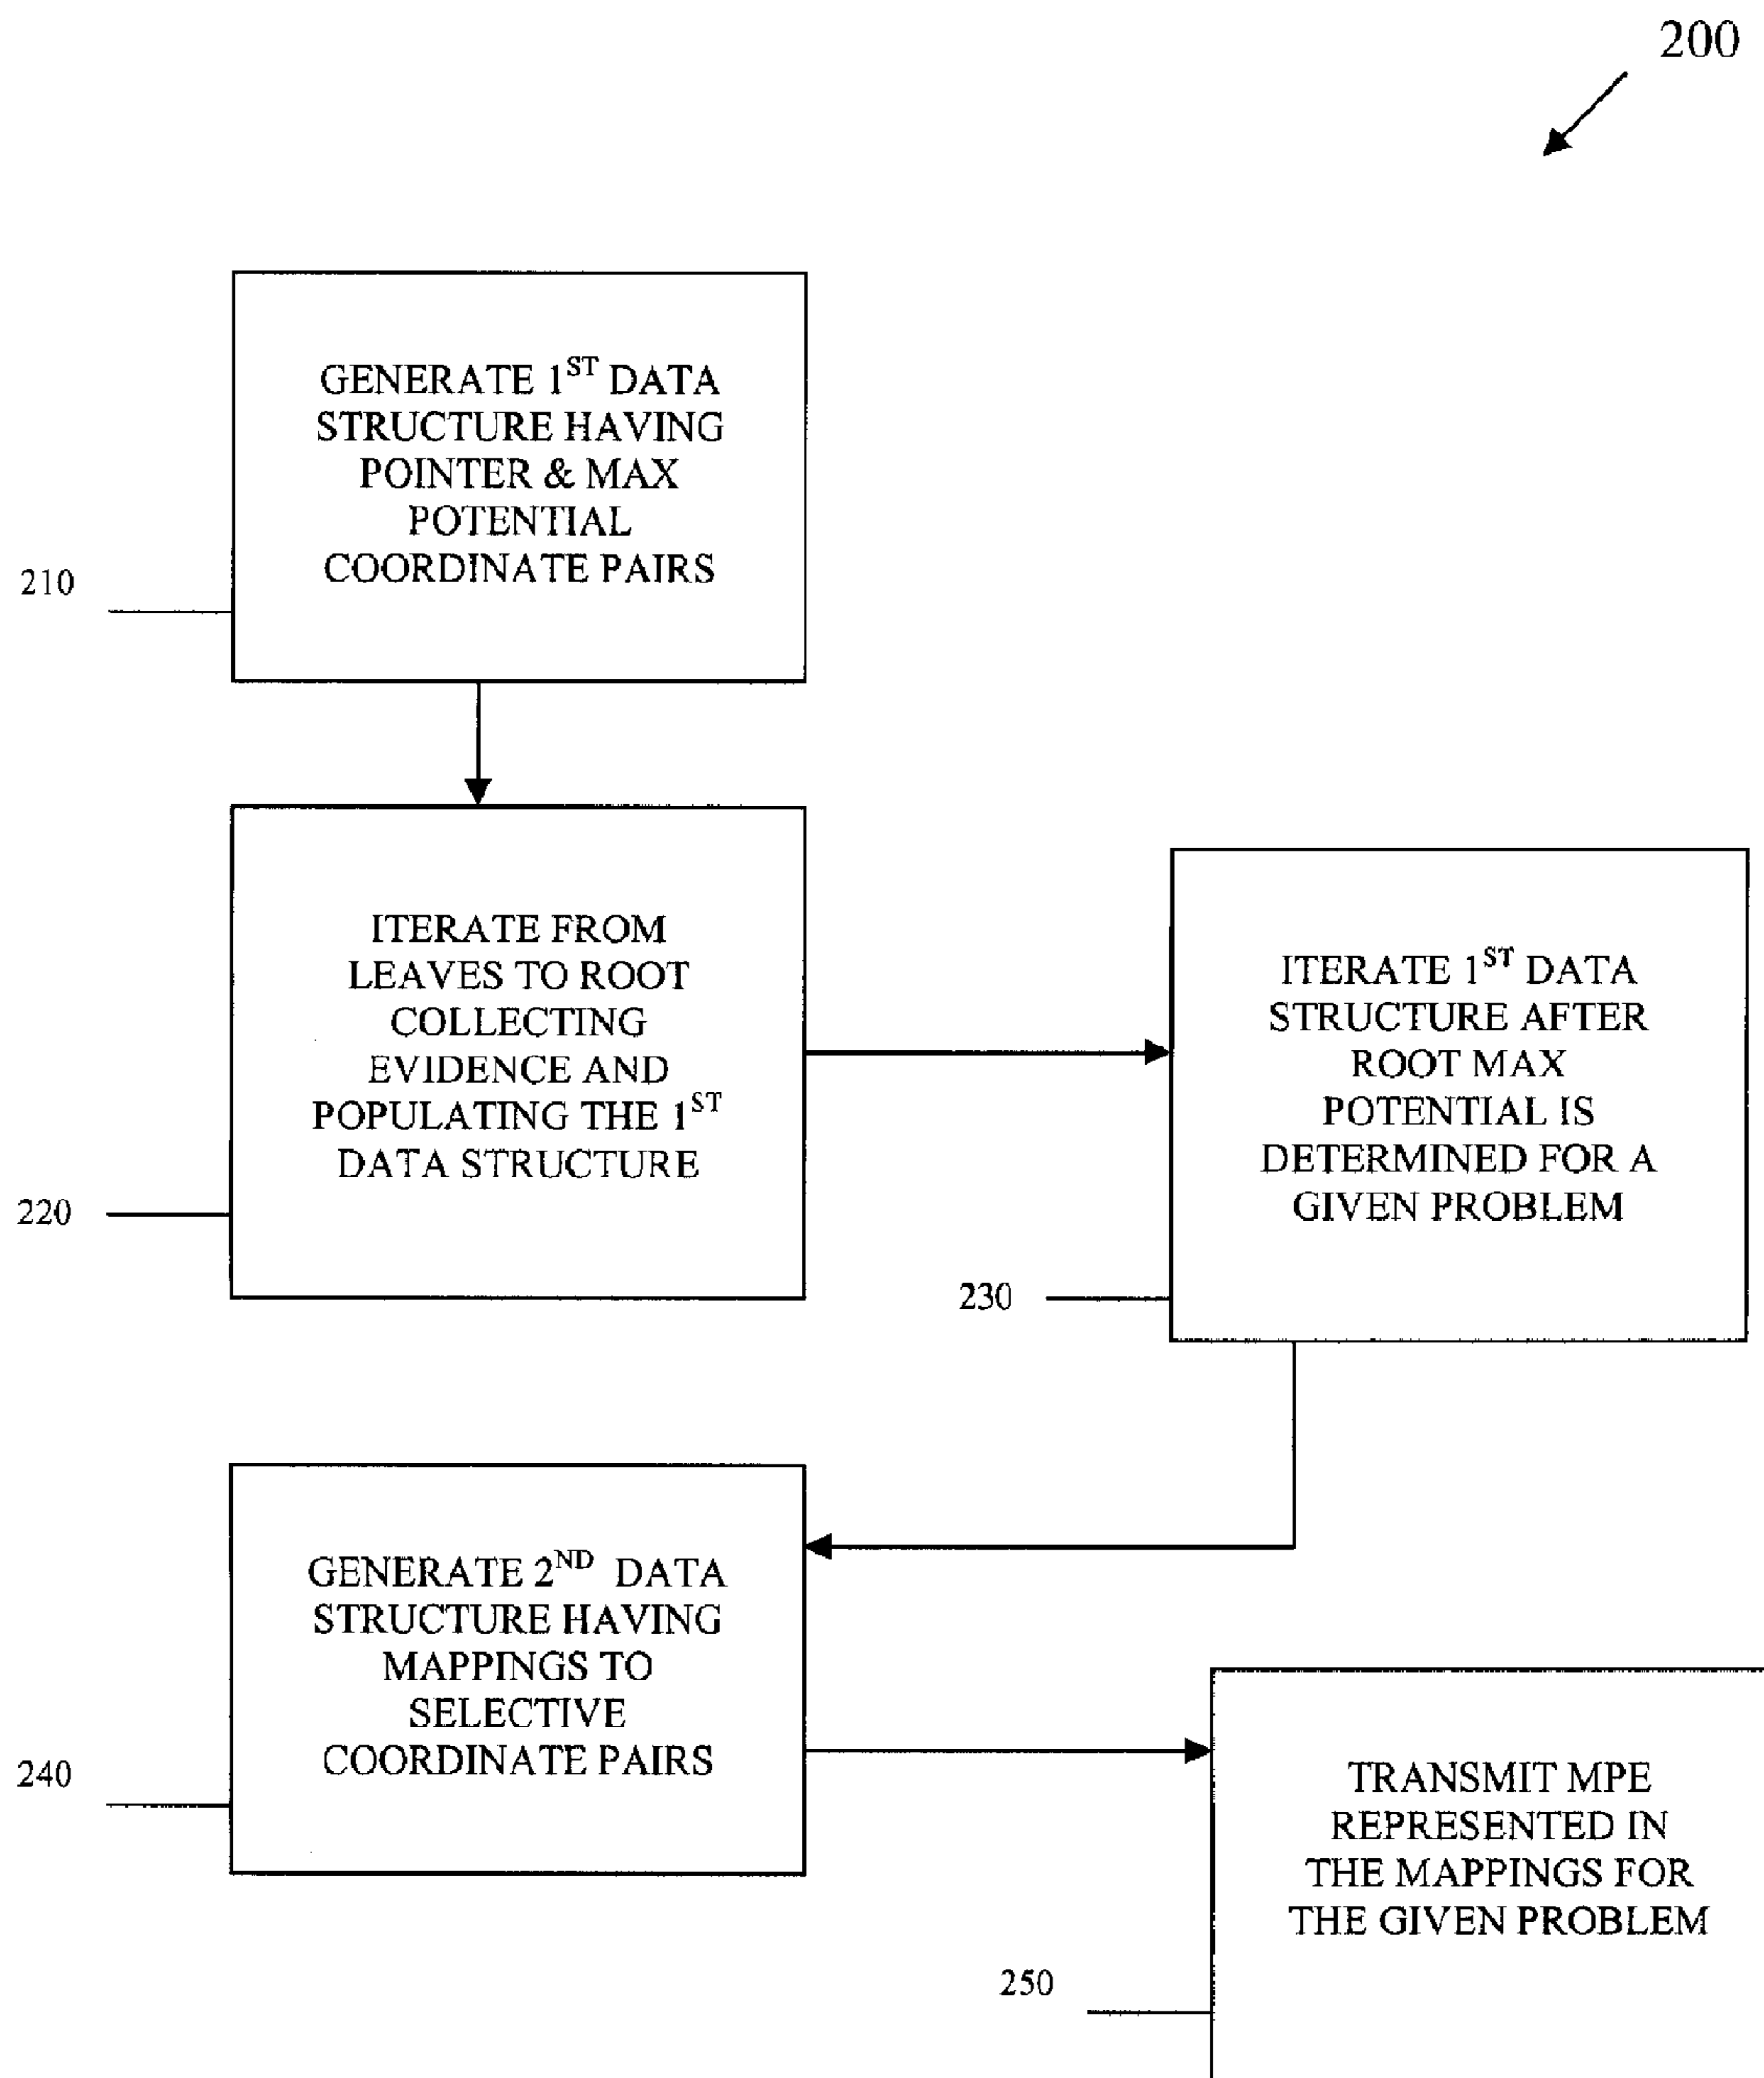 200
GENERATE 1ST DATA
STRUCTURE HAVING
POINTER & MAX
POTENTIAL
COORDINATE PAIRS
210
ITERATE FROM
LEAVES TO ROOT
COLLECTING
EVIDENCE AND
POPULATING THE 1ST
DATA STRUCTURE
220
ITERATE 1ST DATA
STRUCTURE AFTER
ROOT MAX
POTENTIAL IS
DETERMINED FOR A
GIVEN PROBLEM
230
GENERATE 2ND DATA
STRUCTURE HAVING
MAPPINGS TO
SELECTIVE
COORDINATE PAIRS
240
TRANSMIT MPE
REPRESENTED IN
THE MAPPINGS FOR
THE GIVEN PROBLEM
250